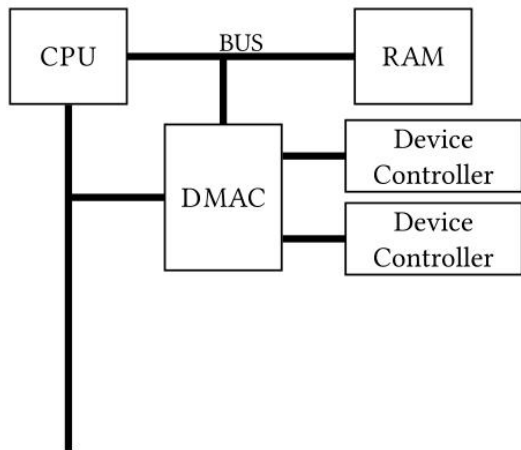 CPU
BUS
RAM
DMAC
Device
Controller
Device
Controller